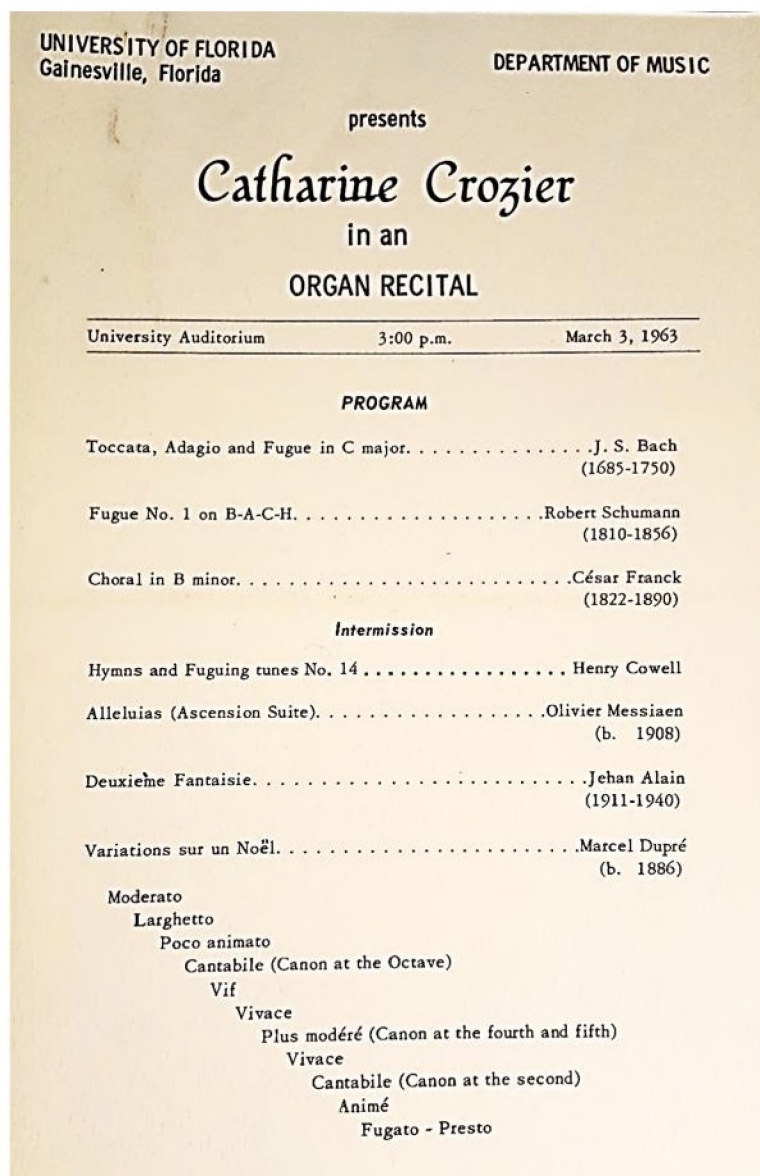 UNIVERSITY OF FLORIDA
Gainesville, Florida
DEPARTMENT OF MUSIC
presents
Catharine Crozier
in an
ORGAN RECITAL
University Auditorium 3:00 p.m. March 3, 1963
PROGRAM
Toccata, Adagio and Fugue in C major. . . . . . . . . . . . . . . .J. S. Bach
(1685-1750)
Fugue No. 1 on B-A-C-H. . . . . . . . . . . . . . . . . . . . . .Robert Schumann
(1810-1856)
Choral in B minor. . . . . . . . . . . . . . . . . . . . . . . . . . .César Franck
(1822-1890)
Intermission
Hymns and Fuguing tunes No. 14 . . . . . . . . . . . . . . . . . Henry Cowell
Alleluias (Ascension Suite). . . . . . . . . . . . . . . . . . .Olivier Messiaen
(b. 1908)
Deuxième Fantaisie. . . . . . . . . . . . . . . . . . . . . . . . . . .Jehan Alain
(1911-1940)
Variations sur un Noël. . . . . . . . . . . . . . . . . . . . . . . . .Marcel Dupré
(b. 1886)
Moderato
Larghetto
Poco animato
Cantabile (Canon at the Octave)
Vif
Vivace
Plus modéré (Canon at the fourth and fifth)
Vivace
Cantabile (Canon at the second)
Animé
Fugato - Presto